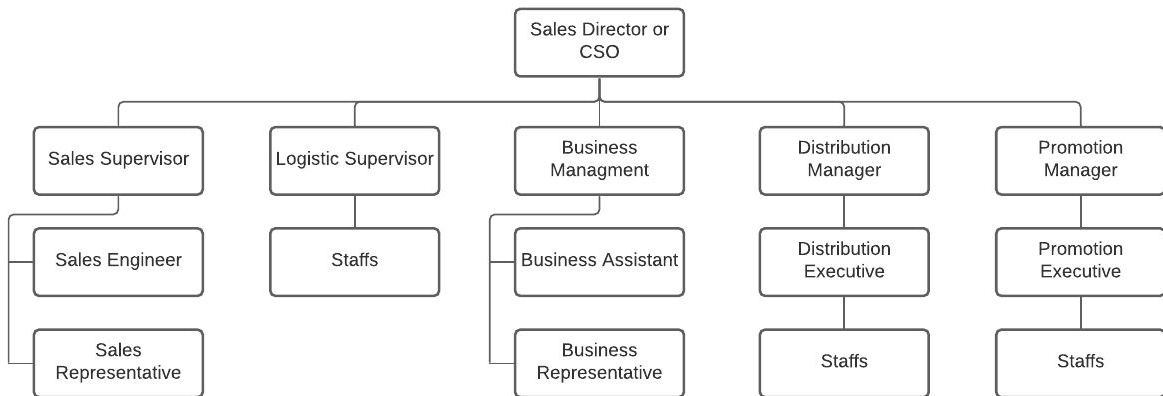 Sales Director or
CSO
Sales Supervisor
Logistic Supervisor
Business
Managment
Distribution
Manager
Promotion
Manager
Sales Engineer
Staffs
Business Assistant
Distribution
Executive
Promotion
Executive
Sales
Representative
Business
Representative
Staffs
Staffs